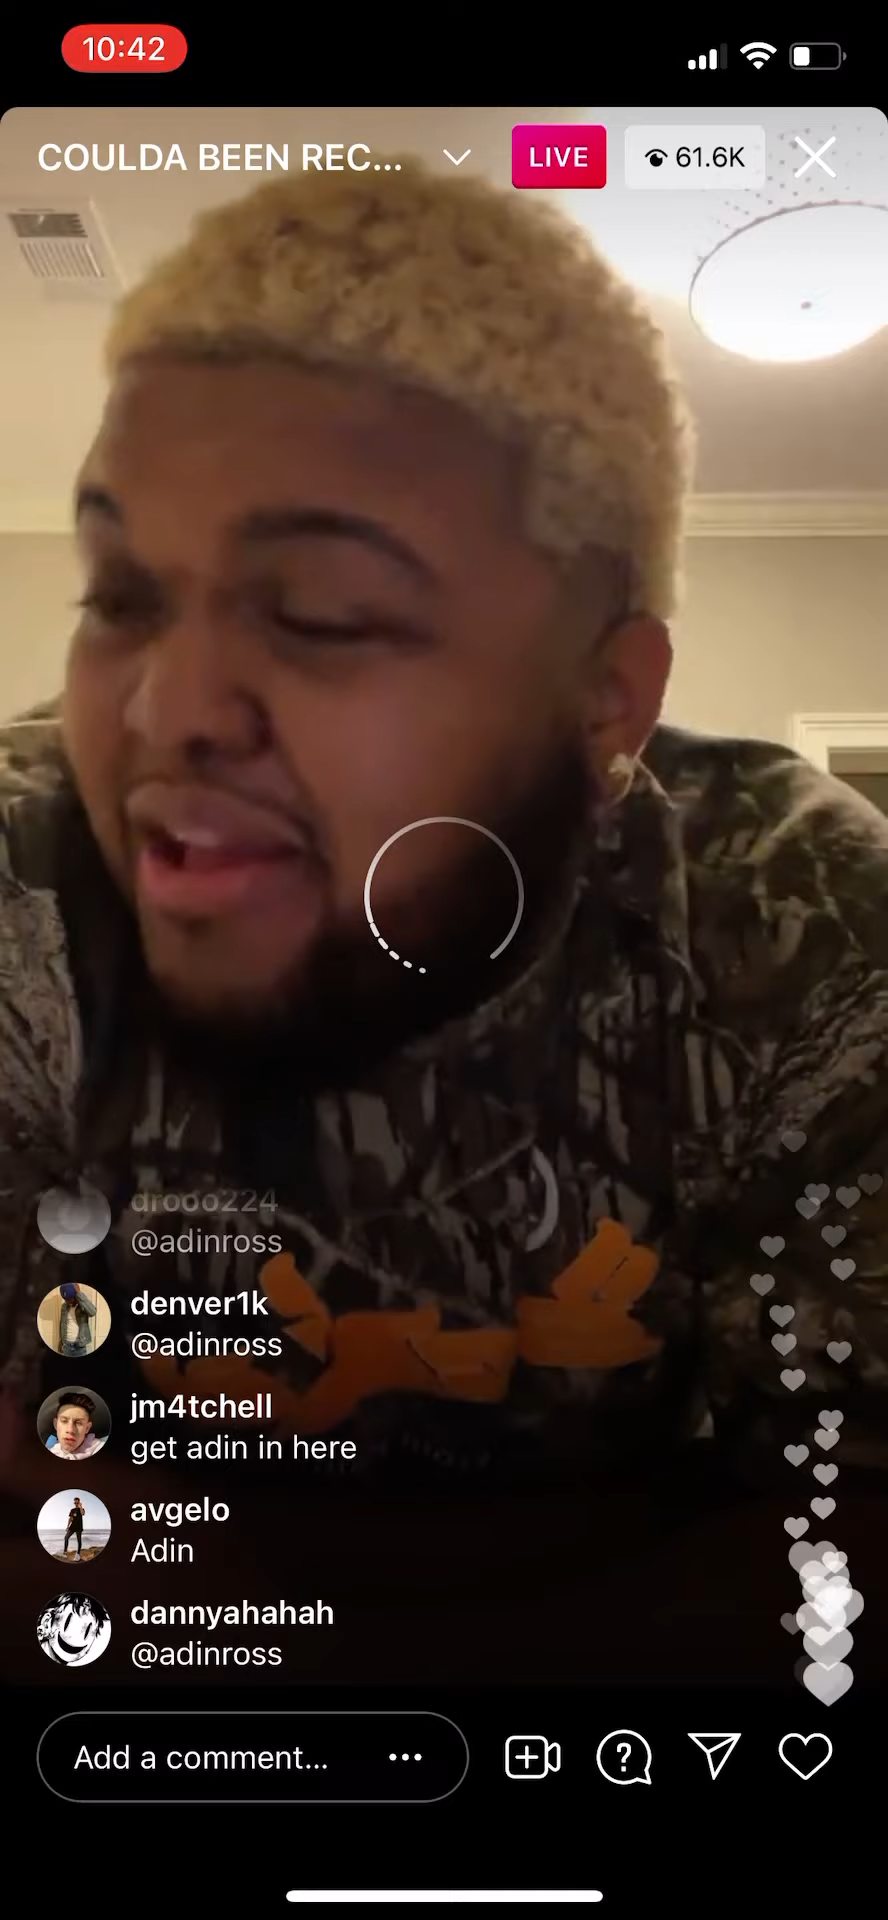 10:42
COULDA BEEN REC...
LIVE
61.6K
drooo224
@adinross
denver1k
@adinross
jm4tchell
get adin in here
avgelo
Adin
dannyahahah
@adinross
Add a comment...